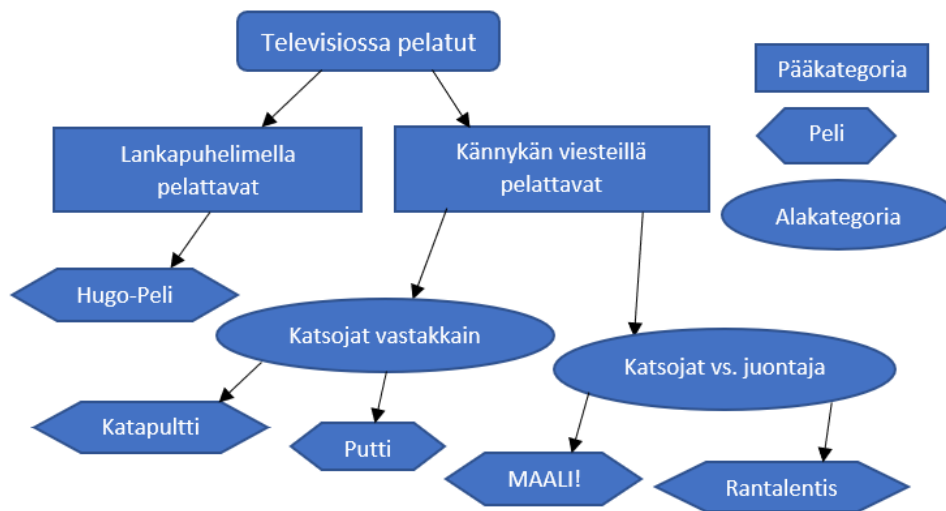 Televisiossa pelatut
Pääkategoria
Lankapuhelimella
pelattavat
Kännykän viesteillä
pelattavat
Peli
Alakategoria
Hugo-Peli
Katsojat vastakkain
Katsojat vs. juontaja
Katapultti
Putti
MAALI!
Rantalentis